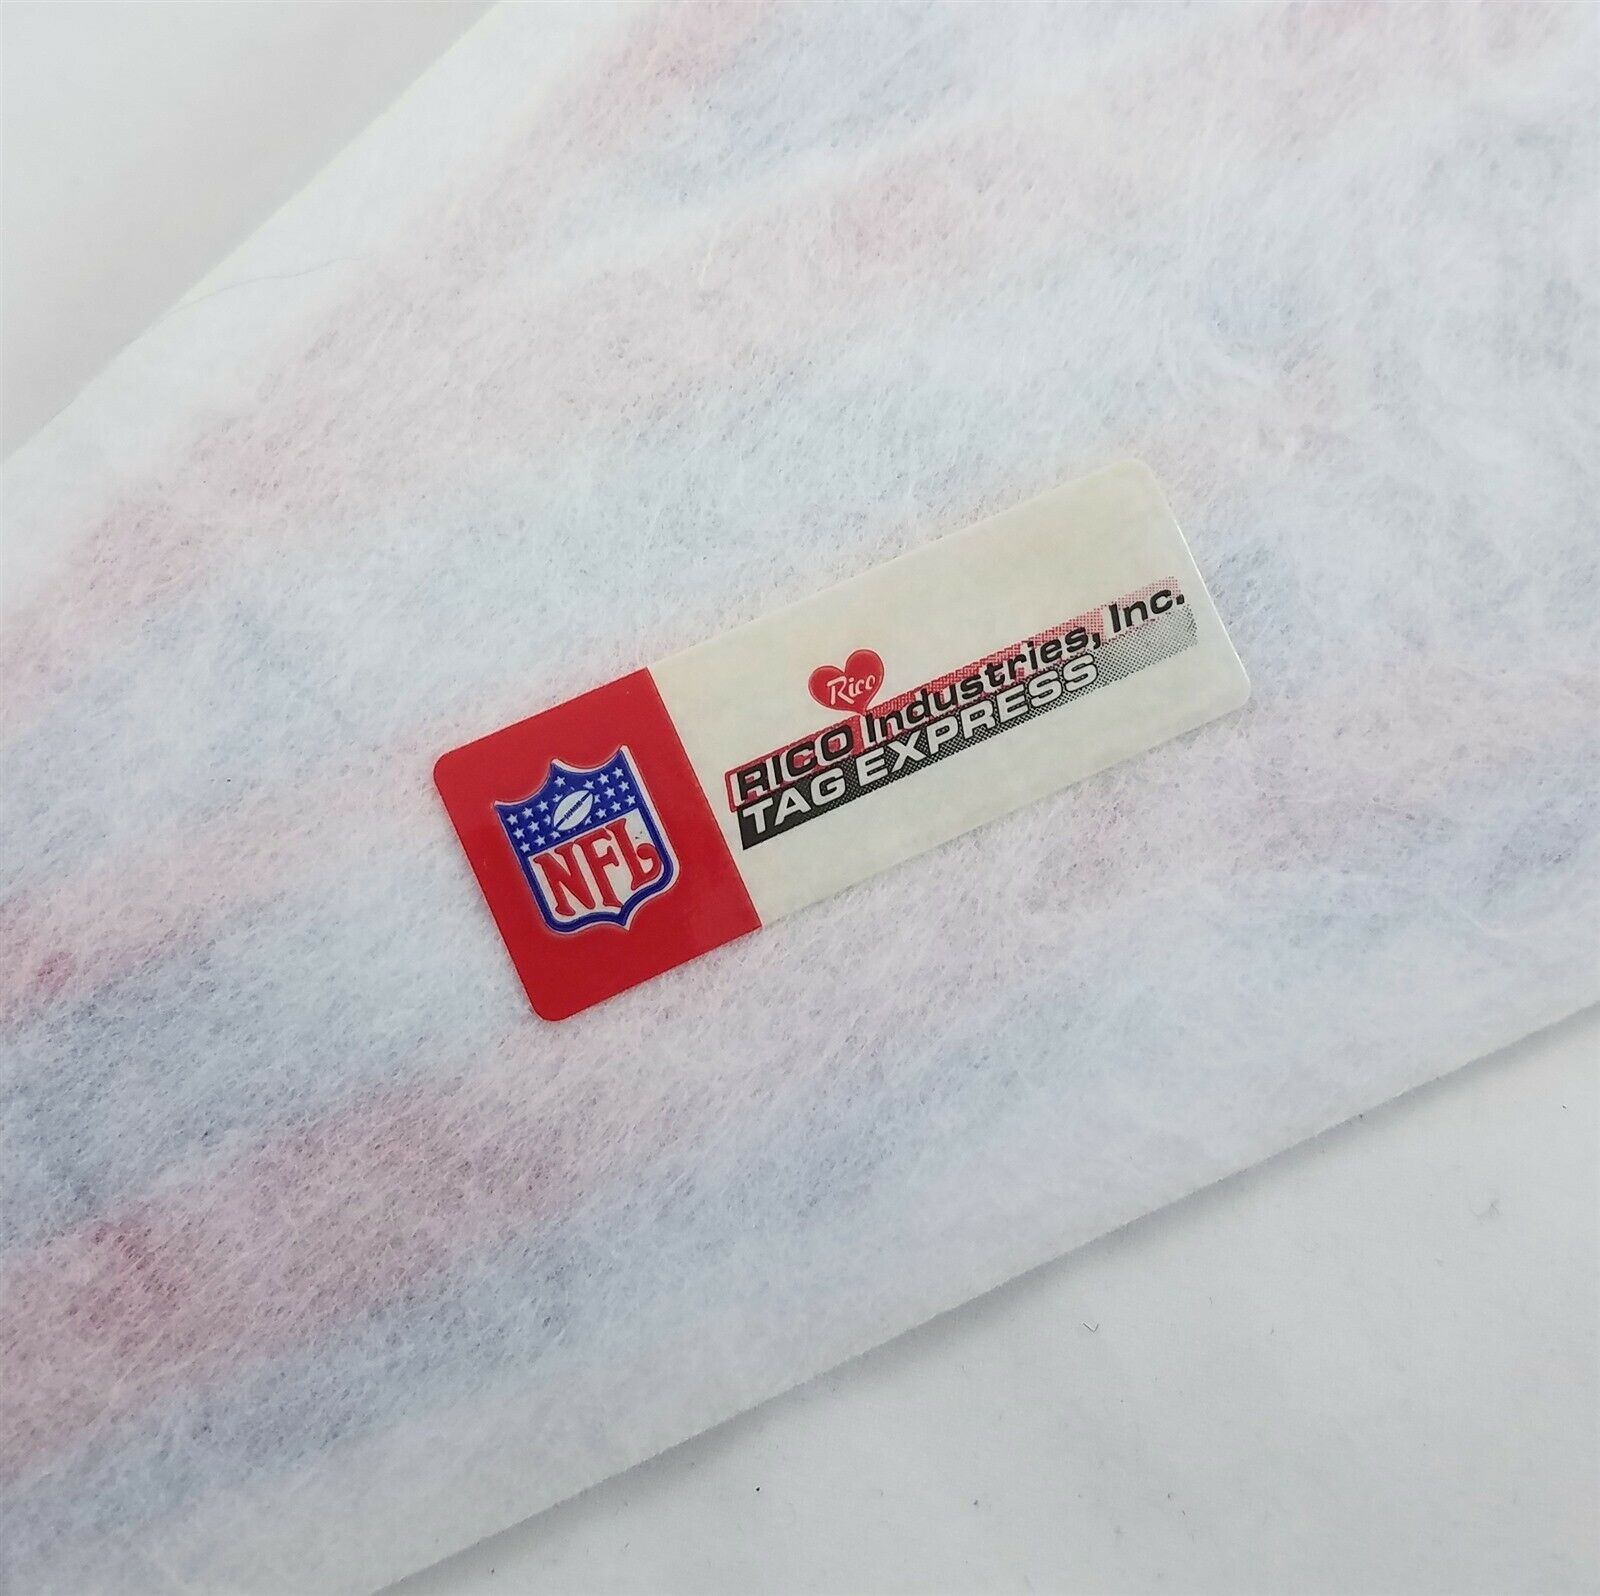 NFL
Rico
RICO Industries, Inc.
TAG EXPRESS